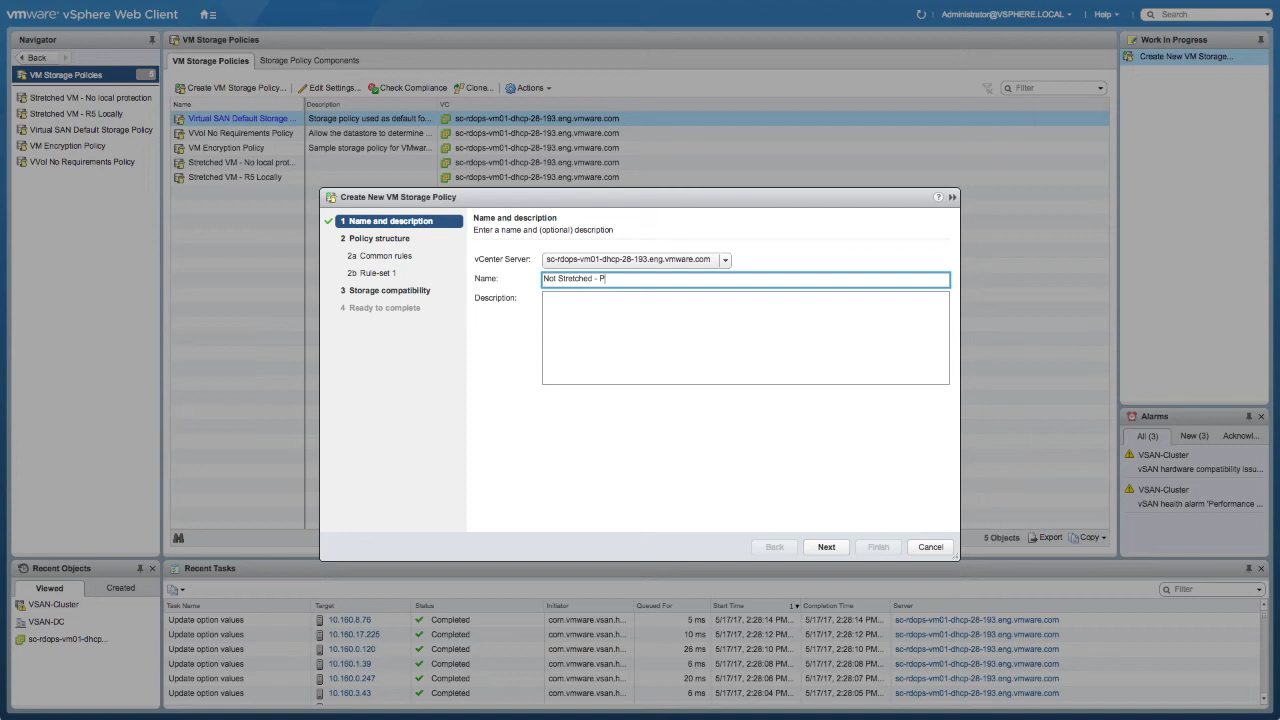 vmware® vSphere Web Client
Administrator@VSPHERE.LOCAL
Help
Search
Navigator
Back
VM Storage Policies
5
Stretched VM - No local protection
Stretched VM - R5 Locally
Virtual SAN Default Storage Policy
VM Encryption Policy
VVol No Requirements Policy
VM Storage Policies
VM Storage Policies Storage Policy Components
Create VM Storage Policy... Edit Settings... Check Compliance Clone... Actions Filter
Name Description VC
Virtual SAN Default Storage ... Storage policy used as default fo... sc-rdops-vm01-dhcp-28-193.eng.vmware.com
VVol No Requirements Policy Allow the datastore to determine ... sc-rdops-vm01-dhcp-28-193.eng.vmware.com
VM Encryption Policy Sample storage policy for VMwar... sc-rdops-vm01-dhcp-28-193.eng.vmware.com
Stretched VM - No local prot... sc-rdops-vm01-dhcp-28-193.eng.vmware.com
Stretched VM - R5 Locally sc-rdops-vm01-dhcp-28-193.eng.vmware.com
5 Objects Export Copy
Create New VM Storage Policy
1 Name and description
2 Policy structure
2a Common rules
2b Rule-set 1
3 Storage compatibility
4 Ready to complete
Name and description
Enter a name and (optional) description
vCenter Server: sc-rdops-vm01-dhcp-28-193.eng.vmware.com
Name: Not Stretched - P
Description:
Back Next Finish Cancel
Work In Progress
Create New VM Storage...
Alarms
All (3) New (3) Acknowl...
VSAN-Cluster
vSAN hardware compatibility issu...
VSAN-Cluster
vSAN health alarm 'Performance ...
Recent Objects
Viewed Created
VSAN-Cluster
VSAN-DC
sc-rdops-vm01-dhcp...
Recent Tasks
Filter
Task Name Target Status Initiator Queued For Start Time 1 Completion Time Server
Update option values 10.160.8.76 Completed com.vmware.vsan.h... 5 ms 5/17/17, 2:28:14 PM... 5/17/17, 2:28:14 PM... sc-rdops-vm01-dhcp-28-193.eng.vmware.com
Update option values 10.160.17.225 Completed com.vmware.vsan.h... 10 ms 5/17/17, 2:28:12 PM... 5/17/17, 2:28:12 PM... sc-rdops-vm01-dhcp-28-193.eng.vmware.com
Update option values 10.160.0.120 Completed com.vmware.vsan.h... 26 ms 5/17/17, 2:28:10 PM... 5/17/17, 2:28:10 PM... sc-rdops-vm01-dhcp-28-193.eng.vmware.com
Update option values 10.160.1.39 Completed com.vmware.vsan.h... 6 ms 5/17/17, 2:28:08 PM... 5/17/17, 2:28:08 PM... sc-rdops-vm01-dhcp-28-193.eng.vmware.com
Update option values 10.160.0.247 Completed com.vmware.vsan.h... 20 ms 5/17/17, 2:28:07 PM... 5/17/17, 2:28:07 PM... sc-rdops-vm01-dhcp-28-193.eng.vmware.com
Update option values 10.160.3.43 Completed com.vmware.vsan.h... 6 ms 5/17/17, 2:28:04 PM... 5/17/17, 2:28:05 PM... sc-rdops-vm01-dhcp-28-193.eng.vmware.com